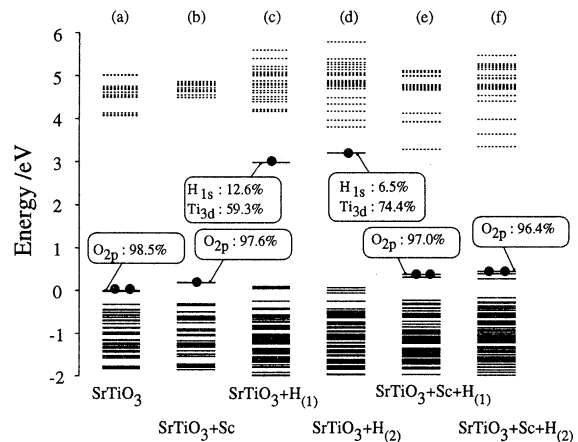 (a) (b) (c) (d) (e) (f)
6
5
4
3
2
1
0
-1
-2
Energy /eV
H1s : 12.6%
Ti3d : 59.3%
H1s : 6.5%
Ti3d : 74.4%
O2p : 98.5%
O2p : 97.6%
O2p : 97.0%
O2p : 96.4%
SrTiO3 SrTiO3+H(1) SrTiO3+Sc+H(1)
SrTiO3+Sc SrTiO3+H(2) SrTiO3+Sc+H(2)